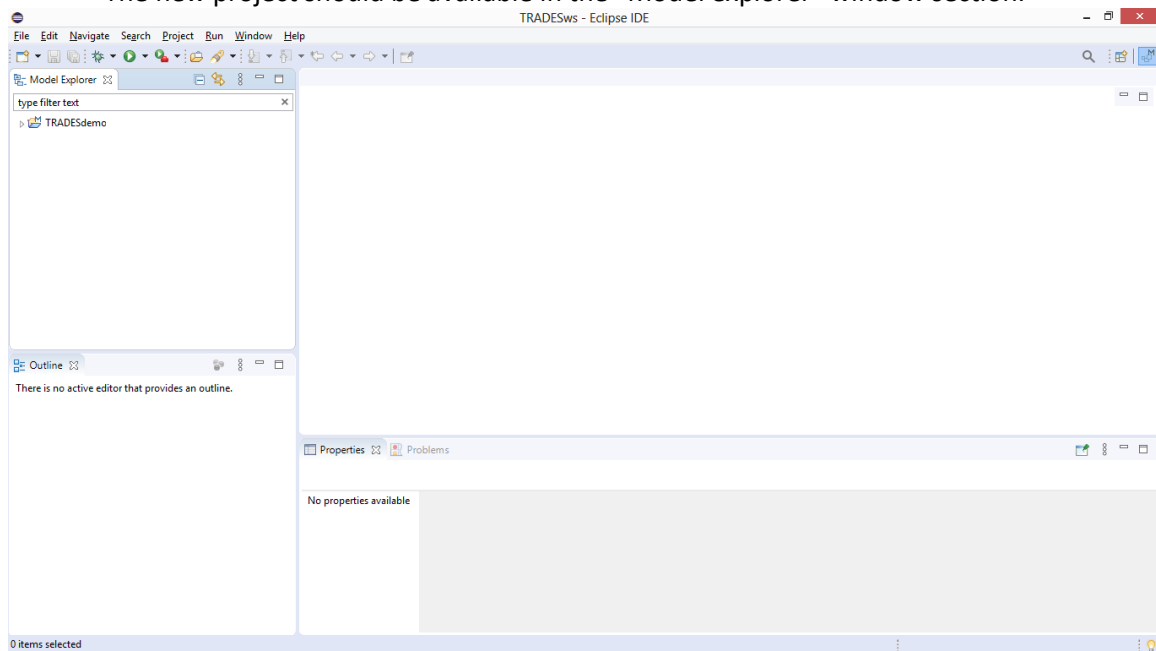 The new project should be available in the "Model explorer" window section.
TRADESws - Eclipse IDE
File Edit Navigate Search Project Run Window Help
Model Explorer
type filter text
TRADESdemo
Outline
There is no active editor that provides an outline.
Properties Problems
No properties available
0 items selected